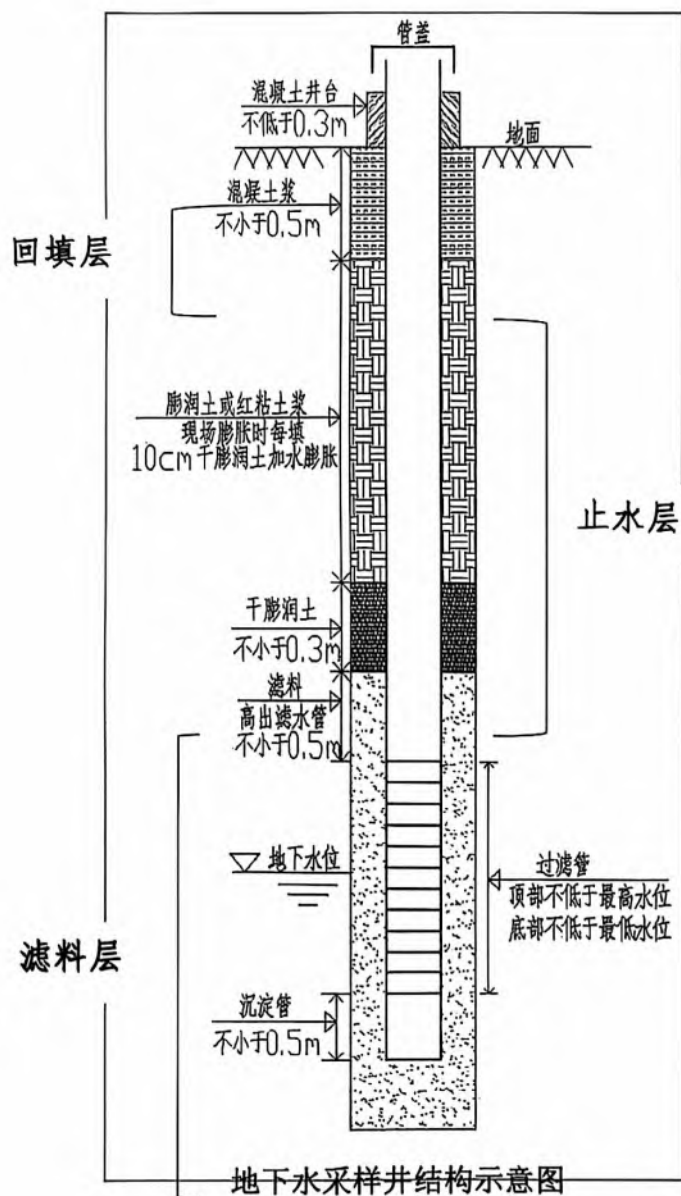 管盖
混凝土井台
不低于0.3m
地面
混凝土浆
不小于0.5m
回填层
膨润土或红粘土浆
现场膨胀时每填
10cm干膨润土加水膨胀
止水层
干膨润土
不小于0.3m
滤料
高出滤水管
不小于0.5m
地下水位
过滤管
顶部不低于最高水位
底部不低于最低水位
滤料层
沉淀管
不小于0.5m
地下水采样井结构示意图